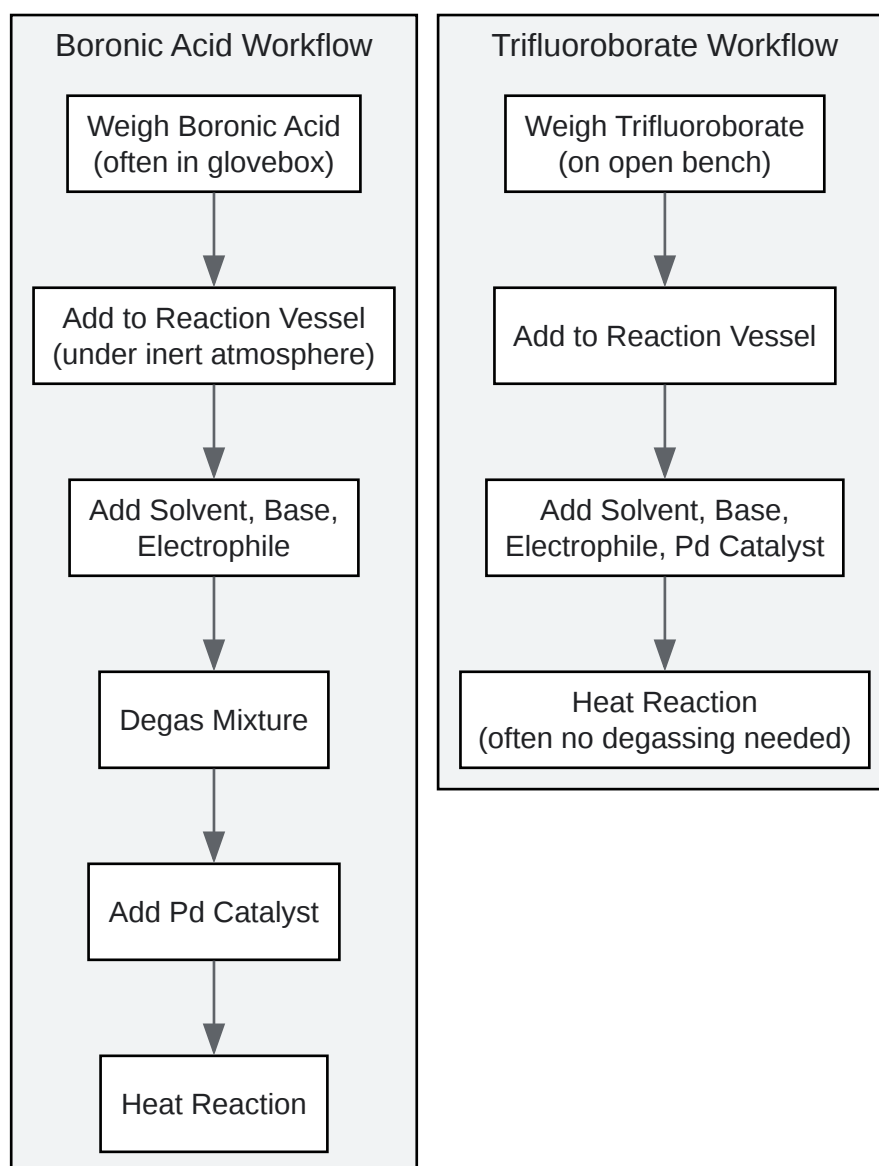 Boronic Acid Workflow
Weigh Boronic Acid
(often in glovebox)
Add to Reaction Vessel
(under inert atmosphere)
Add Solvent, Base,
Electrophile
Degas Mixture
Add Pd Catalyst
Heat Reaction
Trifluoroborate Workflow
Weigh Trifluoroborate
(on open bench)
Add to Reaction Vessel
Add Solvent, Base,
Electrophile, Pd Catalyst
Heat Reaction
(often no degassing needed)